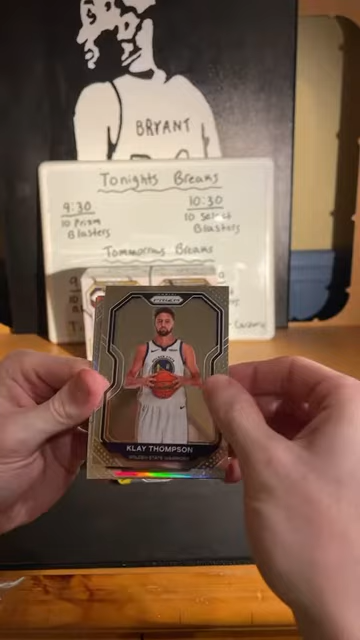 BRYANT
Tonights Breaks
9:30
10:30
10 Prizm
10 Select
Blasters
Blasters
Tommorows Breaks
PRIZM
KLAY THOMPSON
GOLDEN STATE WARRIORS